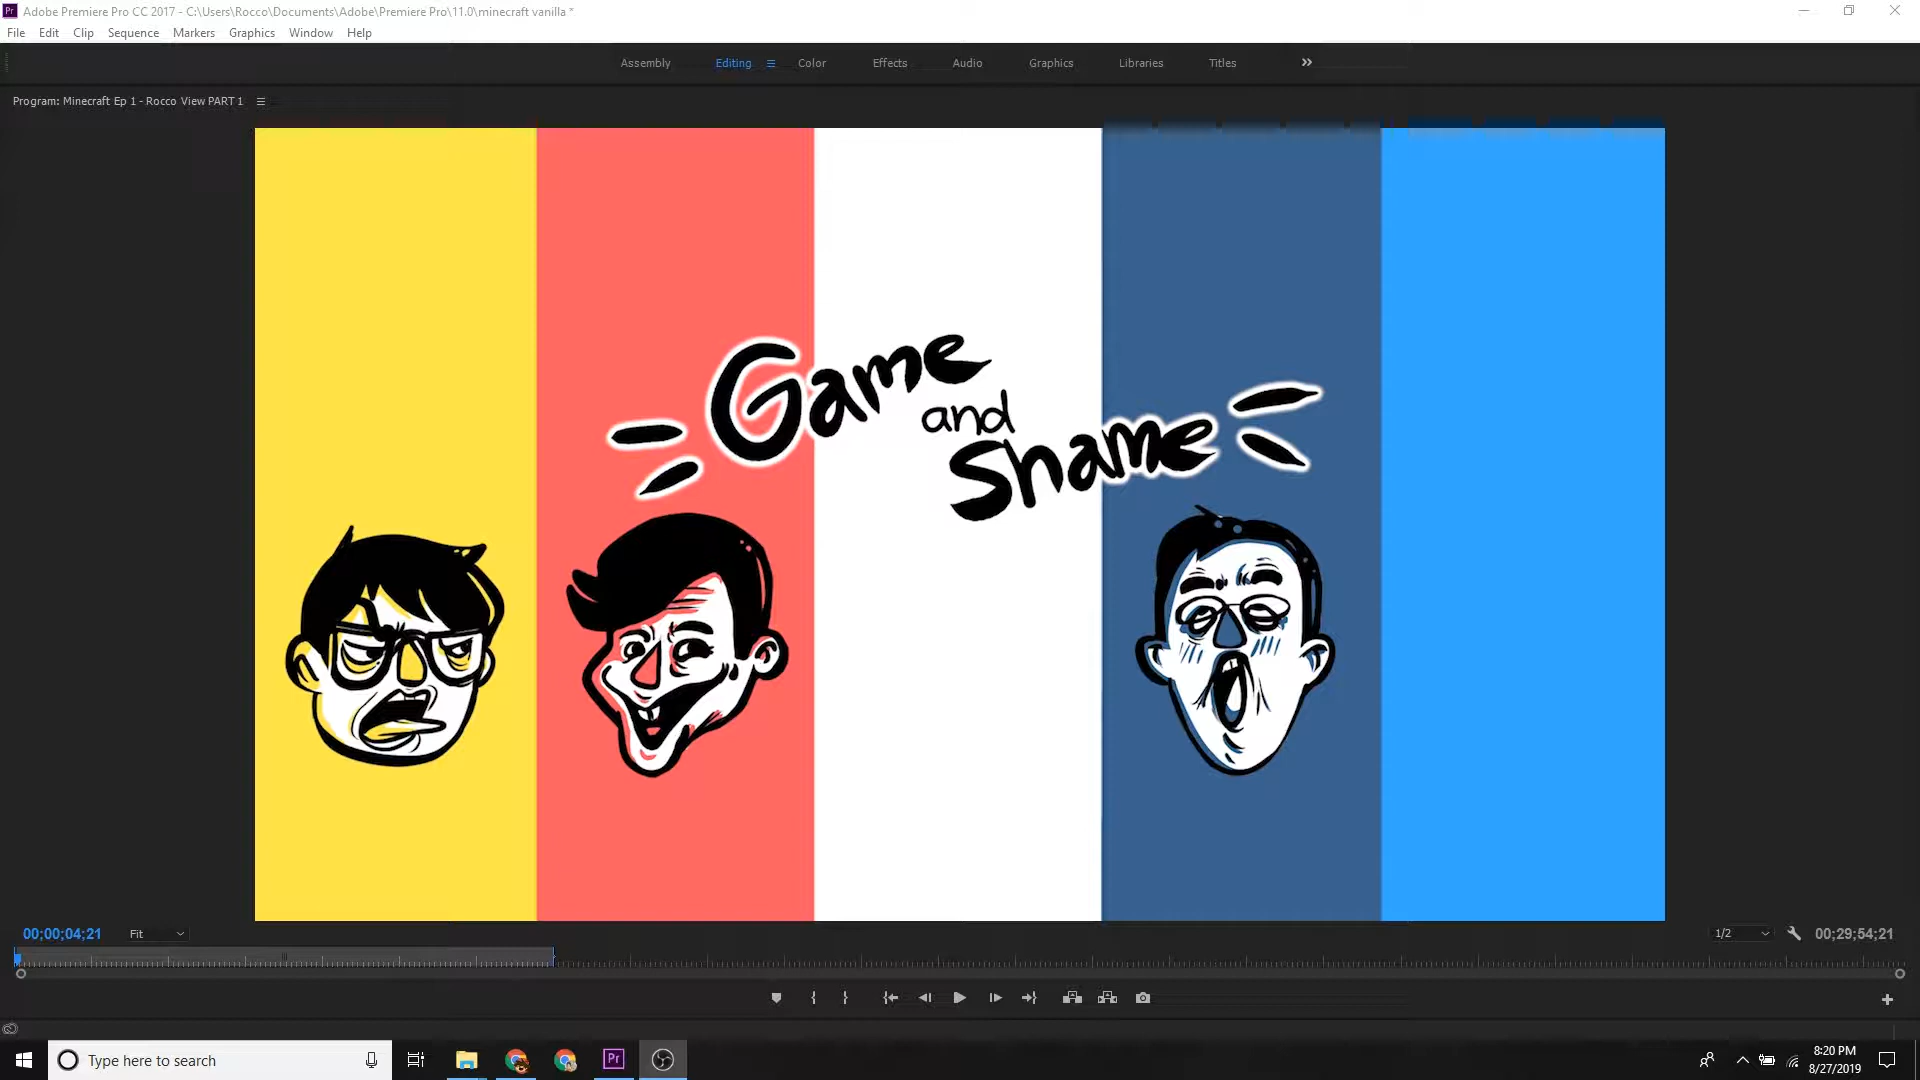 Pr Adobe Premiere Pro CC 2017 - C:\Users\Rocco\Documents\Adobe\Premiere Pro\11.0\minecraft vanilla *
File Edit Clip Sequence Markers Graphics Window Help
Assembly Editing Color Effects Audio Graphics Libraries Titles
Program: Minecraft Ep 1 - Rocco View PART 1
Game
and
Shame
00;00;04;21 Fit 1/2 00;29;54;21
Type here to search Pr
8:20 PM
8/27/2019